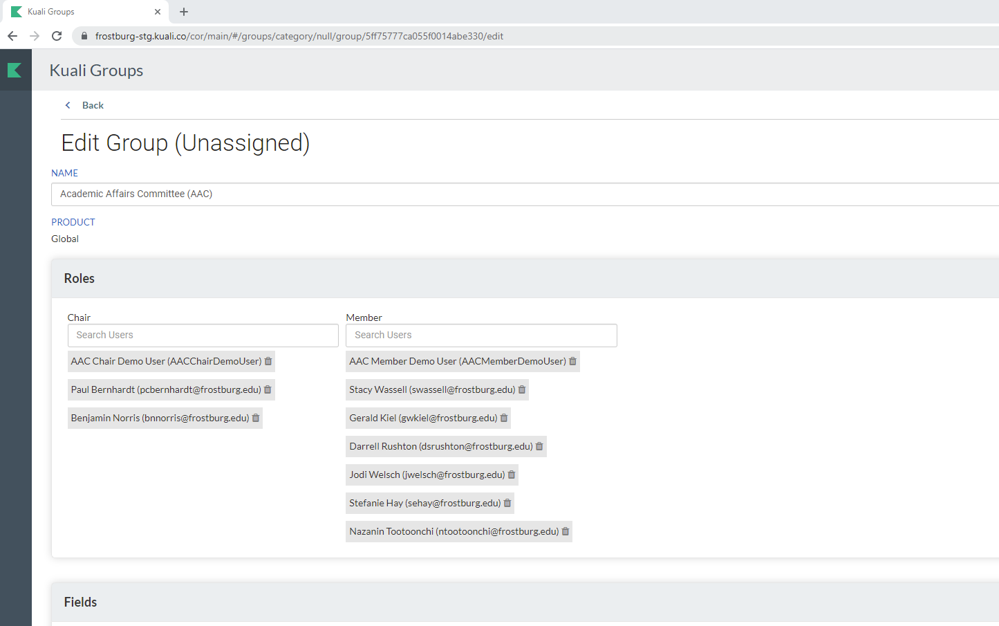 Kuali Groups
frostburg-stg.kuali.co/cor/main/#/groups/category/null/group/5ff75777ca055f0014abe330/edit
Kuali Groups
Back
Edit Group (Unassigned)
NAME
Academic Affairs Committee (AAC)
PRODUCT
Global
Roles
Chair
Search Users
AAC Chair Demo User (AACChairDemoUser)
Paul Bernhardt (pcbernhardt@frostburg.edu)
Benjamin Norris (bnnorris@frostburg.edu)
Member
Search Users
AAC Member Demo User (AACMemberDemoUser)
Stacy Wassell (swassell@frostburg.edu)
Gerald Kiel (gwkiel@frostburg.edu)
Darrell Rushton (dsrushton@frostburg.edu)
Jodi Welsch (jwelsch@frostburg.edu)
Stefanie Hay (sehay@frostburg.edu)
Nazanin Tootoonchi (ntootoonchi@frostburg.edu)
Fields